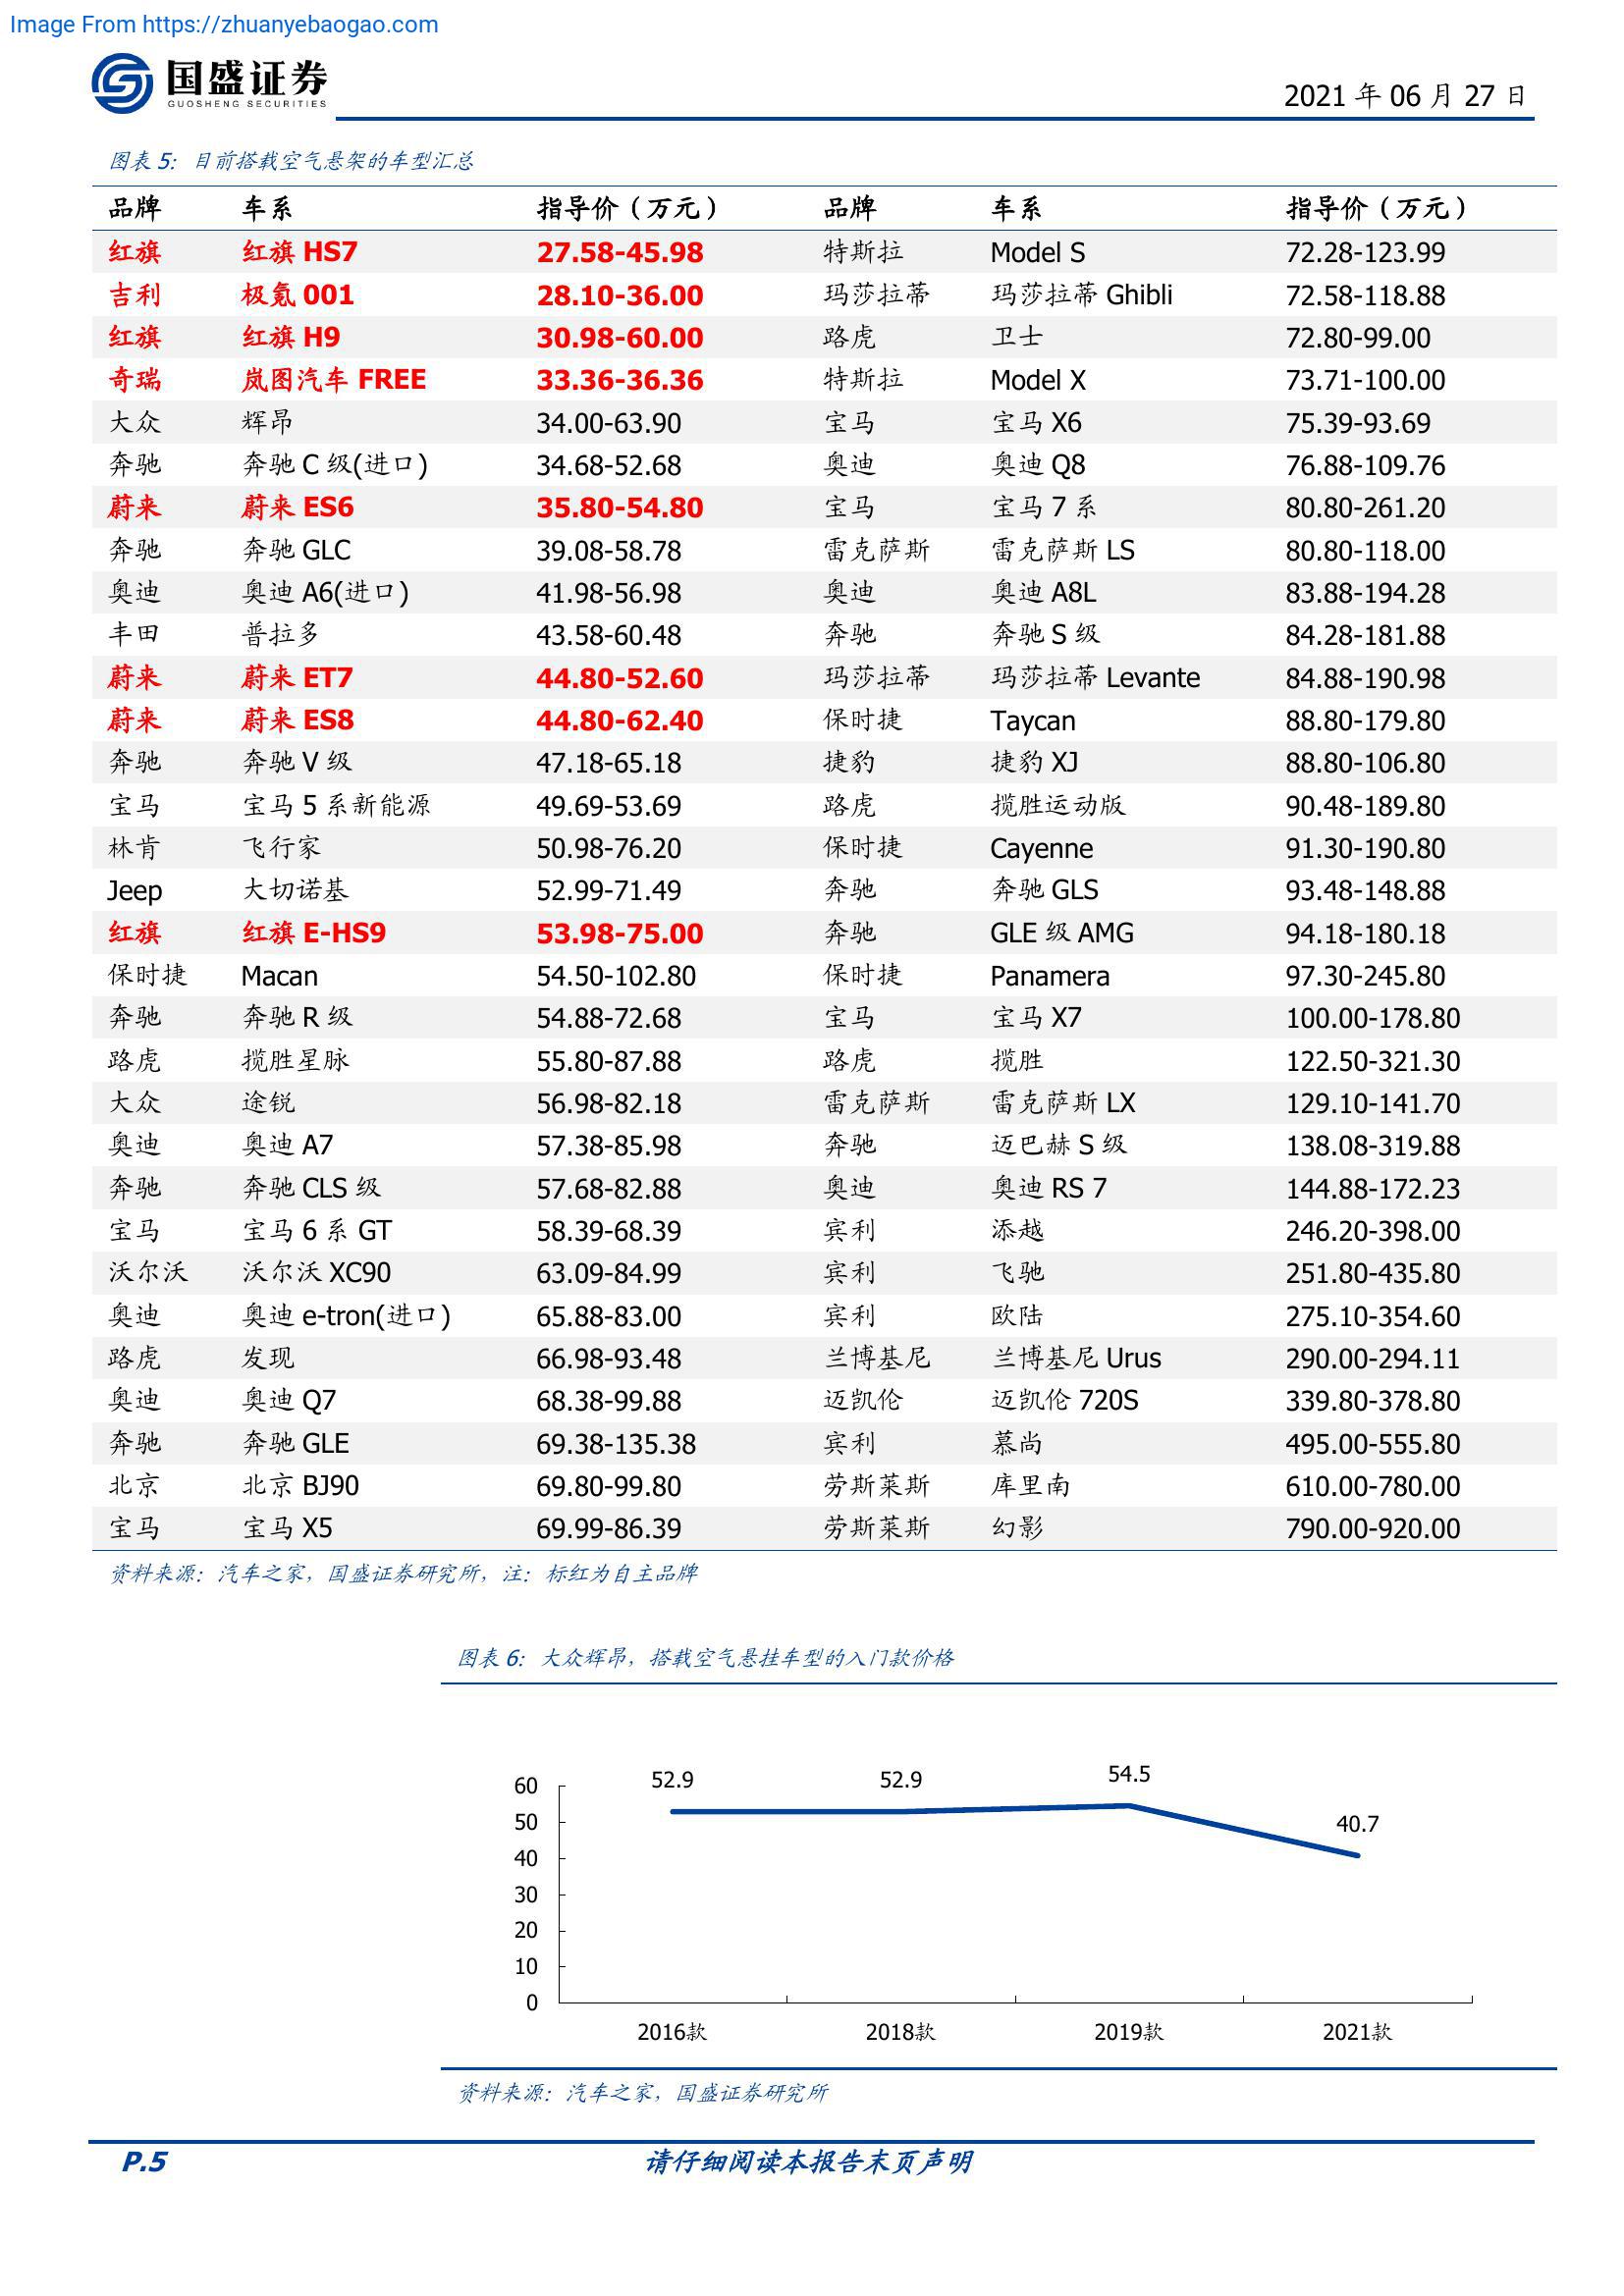 Image From https://zhuanyebaogao.com
国盛证券
GUOSHENG SECURITIES
2021 年 06 月 27 日
图表 5: 目前搭载空气悬架的车型汇总
品牌 车系 指导价（万元） 品牌 车系 指导价（万元）
红旗 红旗 HS7 27.58-45.98 特斯拉 Model S 72.28-123.99
吉利 极氪 001 28.10-36.00 玛莎拉蒂 玛莎拉蒂 Ghibli 72.58-118.88
红旗 红旗 H9 30.98-60.00 路虎 卫士 72.80-99.00
奇瑞 岚图汽车 FREE 33.36-36.36 特斯拉 Model X 73.71-100.00
大众 辉昂 34.00-63.90 宝马 宝马 X6 75.39-93.69
奔驰 奔驰 C 级(进口) 34.68-52.68 奥迪 奥迪 Q8 76.88-109.76
蔚来 蔚来 ES6 35.80-54.80 宝马 宝马 7 系 80.80-261.20
奔驰 奔驰 GLC 39.08-58.78 雷克萨斯 雷克萨斯 LS 80.80-118.00
奥迪 奥迪 A6(进口) 41.98-56.98 奥迪 奥迪 A8L 83.88-194.28
丰田 普拉多 43.58-60.48 奔驰 奔驰 S 级 84.28-181.88
蔚来 蔚来 ET7 44.80-52.60 玛莎拉蒂 玛莎拉蒂 Levante 84.88-190.98
蔚来 蔚来 ES8 44.80-62.40 保时捷 Taycan 88.80-179.80
奔驰 奔驰 V 级 47.18-65.18 捷豹 捷豹 XJ 88.80-106.80
宝马 宝马 5 系新能源 49.69-53.69 路虎 揽胜运动版 90.48-189.80
林肯 飞行家 50.98-76.20 保时捷 Cayenne 91.30-190.80
Jeep 大切诺基 52.99-71.49 奔驰 奔驰 GLS 93.48-148.88
红旗 红旗 E-HS9 53.98-75.00 奔驰 GLE 级 AMG 94.18-180.18
保时捷 Macan 54.50-102.80 保时捷 Panamera 97.30-245.80
奔驰 奔驰 R 级 54.88-72.68 宝马 宝马 X7 100.00-178.80
路虎 揽胜星脉 55.80-87.88 路虎 揽胜 122.50-321.30
大众 途锐 56.98-82.18 雷克萨斯 雷克萨斯 LX 129.10-141.70
奥迪 奥迪 A7 57.38-85.98 奔驰 迈巴赫 S 级 138.08-319.88
奔驰 奔驰 CLS 级 57.68-82.88 奥迪 奥迪 RS 7 144.88-172.23
宝马 宝马 6 系 GT 58.39-68.39 宾利 添越 246.20-398.00
沃尔沃 沃尔沃 XC90 63.09-84.99 宾利 飞驰 251.80-435.80
奥迪 奥迪 e-tron(进口) 65.88-83.00 宾利 欧陆 275.10-354.60
路虎 发现 66.98-93.48 兰博基尼 兰博基尼 Urus 290.00-294.11
奥迪 奥迪 Q7 68.38-99.88 迈凯伦 迈凯伦 720S 339.80-378.80
奔驰 奔驰 GLE 69.38-135.38 宾利 慕尚 495.00-555.80
北京 北京 BJ90 69.80-99.80 劳斯莱斯 库里南 610.00-780.00
宝马 宝马 X5 69.99-86.39 劳斯莱斯 幻影 790.00-920.00
资料来源：汽车之家，国盛证券研究所，注：标红为自主品牌
图表 6: 大众辉昂，搭载空气悬挂车型的入门款价格
60
50
40
30
20
10
0
52.9 52.9 54.5 40.7
2016款 2018款 2019款 2021款
资料来源：汽车之家，国盛证券研究所
P.5 请仔细阅读本报告末页声明